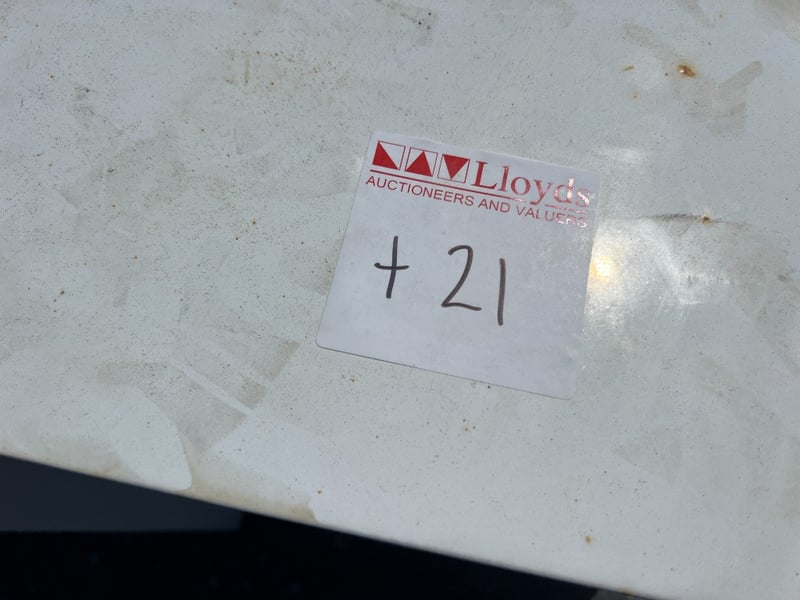 Lloyds
AUCTIONEERS AND VALUERS
+ 21